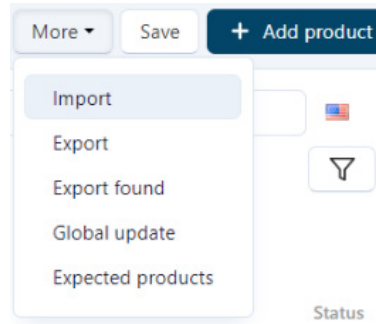 More Save + Add product
Import
Export
Export found
Global update
Expected products
Status